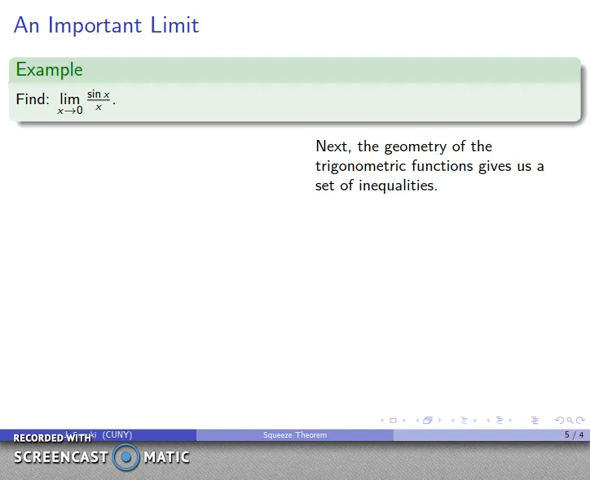 An Important Limit
Example
Find: lim x→0 sin x / x .
Next, the geometry of the
trigonometric functions gives us a
set of inequalities.
(CUNY)
Squeeze Theorem
5 / 4
RECORDED WITH
SCREENCAST MATIC